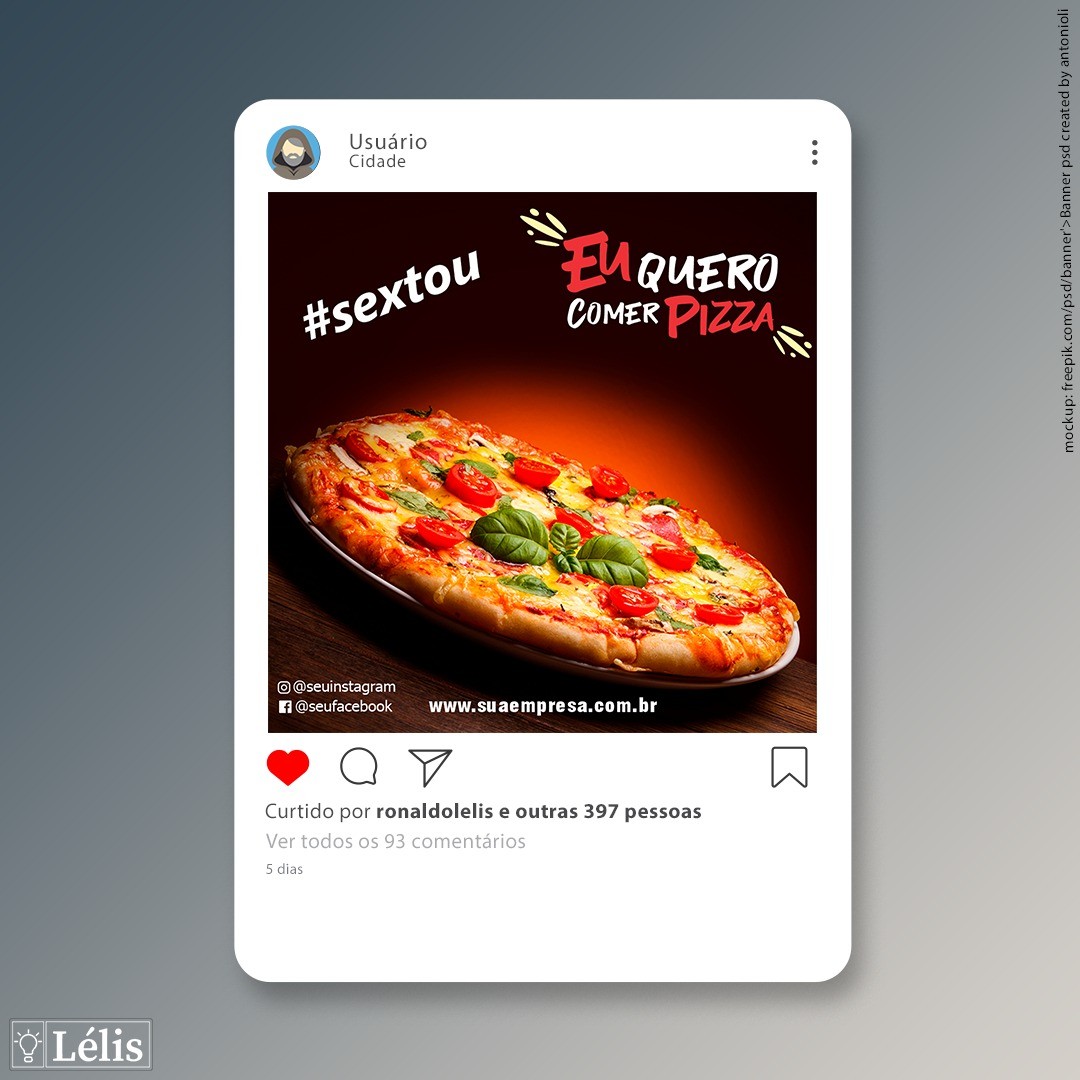 Usuário
Cidade
#sextou
EU QUERO
COMER PIZZA
@seuinstagram
@seufacebook
www.suaempresa.com.br
Curtido por ronaldolelis e outras 397 pessoas
Ver todos os 93 comentários
5 dias
Lélis
mockup: freepik.com/psd/banner'>Banner psd created by antonioli